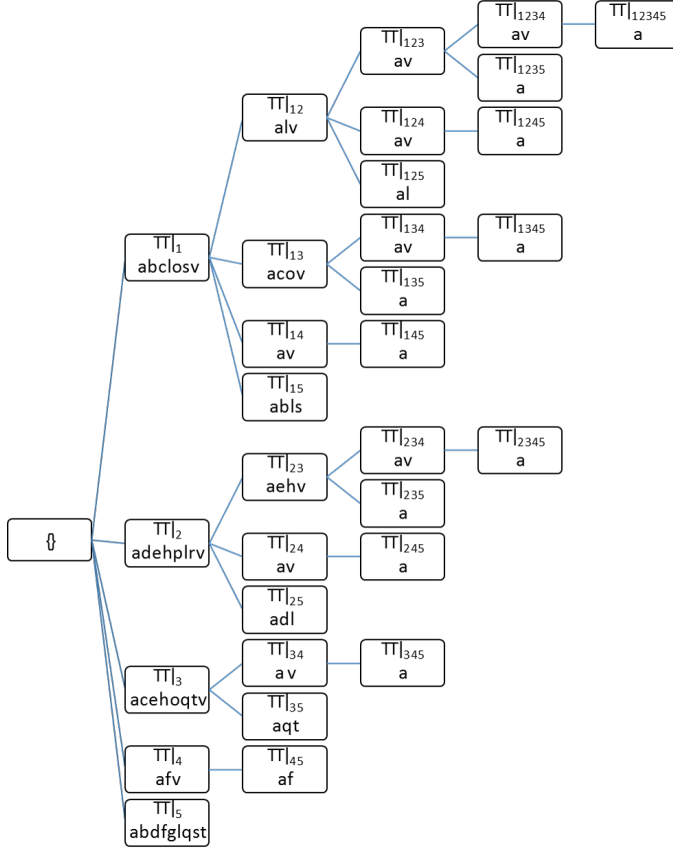 {}
TT|1
abclosv
TT|12
alv
TT|123
av
TT|1234
av
TT|12345
a
TT|1235
a
TT|124
av
TT|1245
a
TT|125
al
TT|13
acov
TT|134
av
TT|1345
a
TT|135
a
TT|14
av
TT|145
a
TT|15
abls
TT|2
adehplrv
TT|23
aehv
TT|234
av
TT|2345
a
TT|235
a
TT|24
av
TT|245
a
TT|25
adl
TT|3
acehoqtv
TT|34
av
TT|345
a
TT|35
aqt
TT|4
afv
TT|45
af
TT|5
abdfglqst